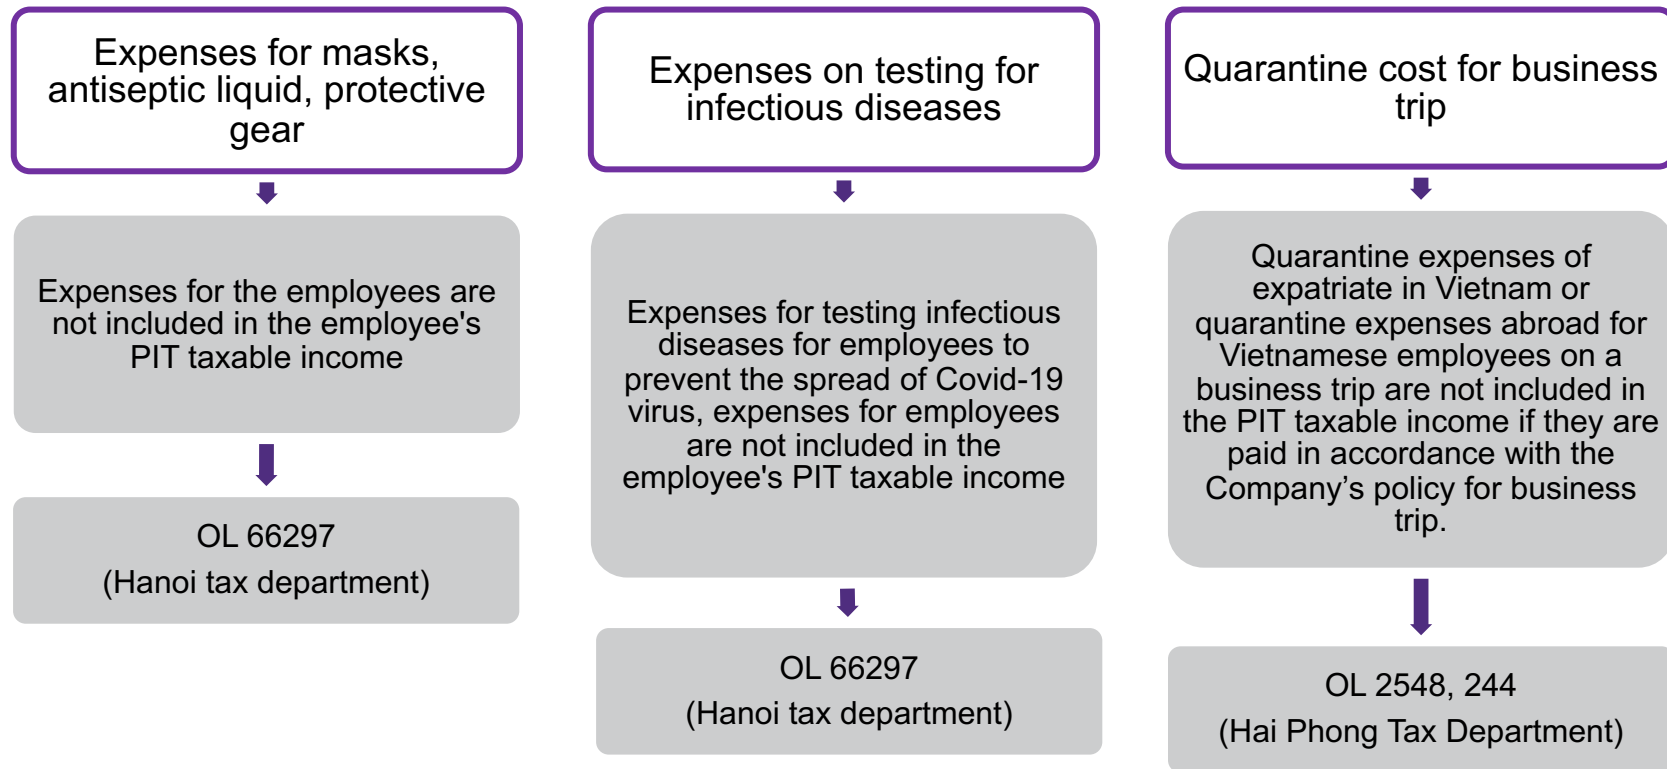 Expenses for masks,
antiseptic liquid, protective
gear
Expenses for the employees are
not included in the employee's
PIT taxable income
OL 66297
(Hanoi tax department)
Expenses on testing for
infectious diseases
Expenses for testing infectious
diseases for employees to
prevent the spread of Covid-19
virus, expenses for employees
are not included in the
employee's PIT taxable income
OL 66297
(Hanoi tax department)
Quarantine cost for business
trip
Quarantine expenses of
expatriate in Vietnam or
quarantine expenses abroad for
Vietnamese employees on a
business trip are not included in
the PIT taxable income if they are
paid in accordance with the
Company’s policy for business
trip.
OL 2548, 244
(Hai Phong Tax Department)